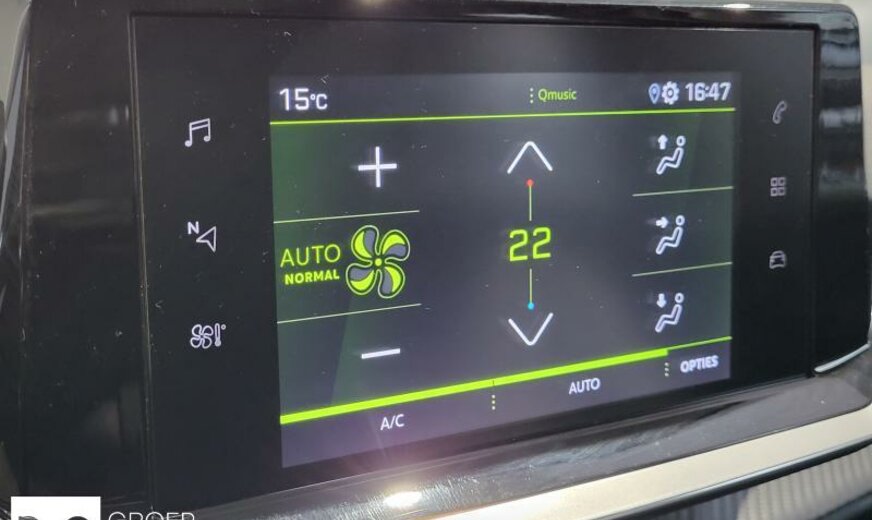 15°C
Qmusic
16:47
N
AUTO
NORMAL
22
A/C
AUTO
OPTIES
GROEP